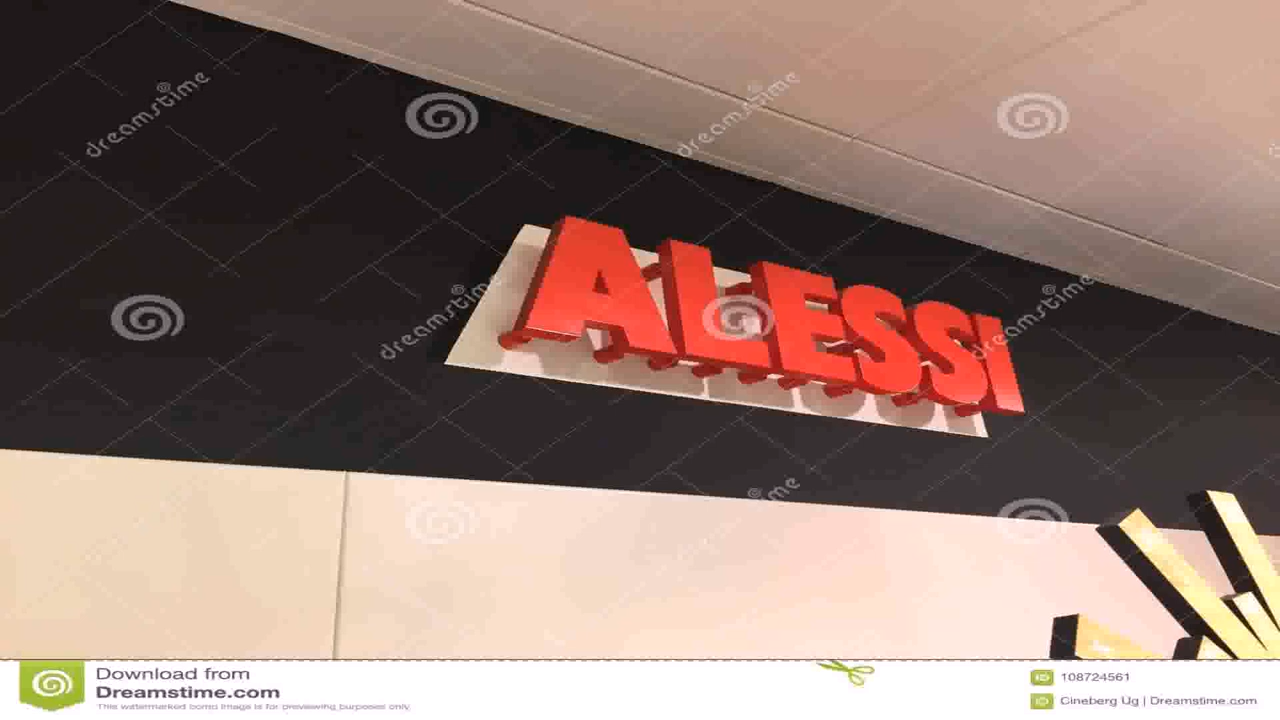 dreamstime
dreamstime
ALESSI
dreamstime
dreamstime
dreamstime
Download from
Dreamstime.com
This watermarked comp image is for previewing purposes only.
108724561
Cineberg Ug | Dreamstime.com